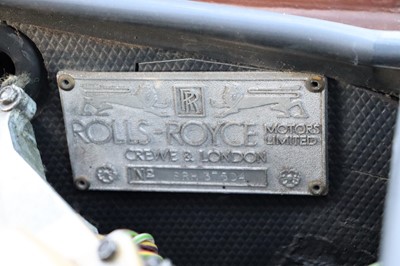 RR
ROLLS-ROYCE MOTORS LIMITED
CREWE & LONDON
No